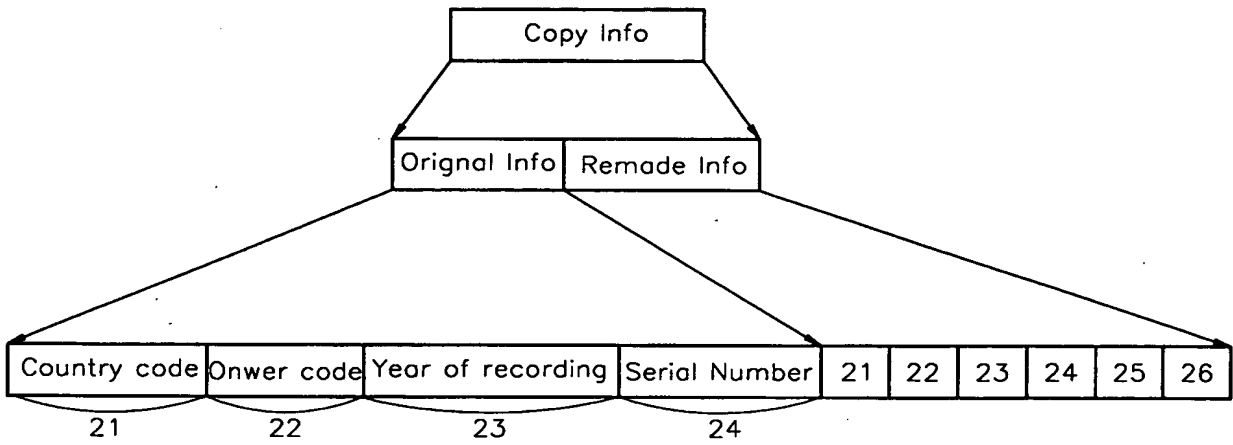 Copy Info
Orignal Info Remade Info
Country code Onwer code Year of recording Serial Number 21 22 23 24 25 26
21 22 23 24